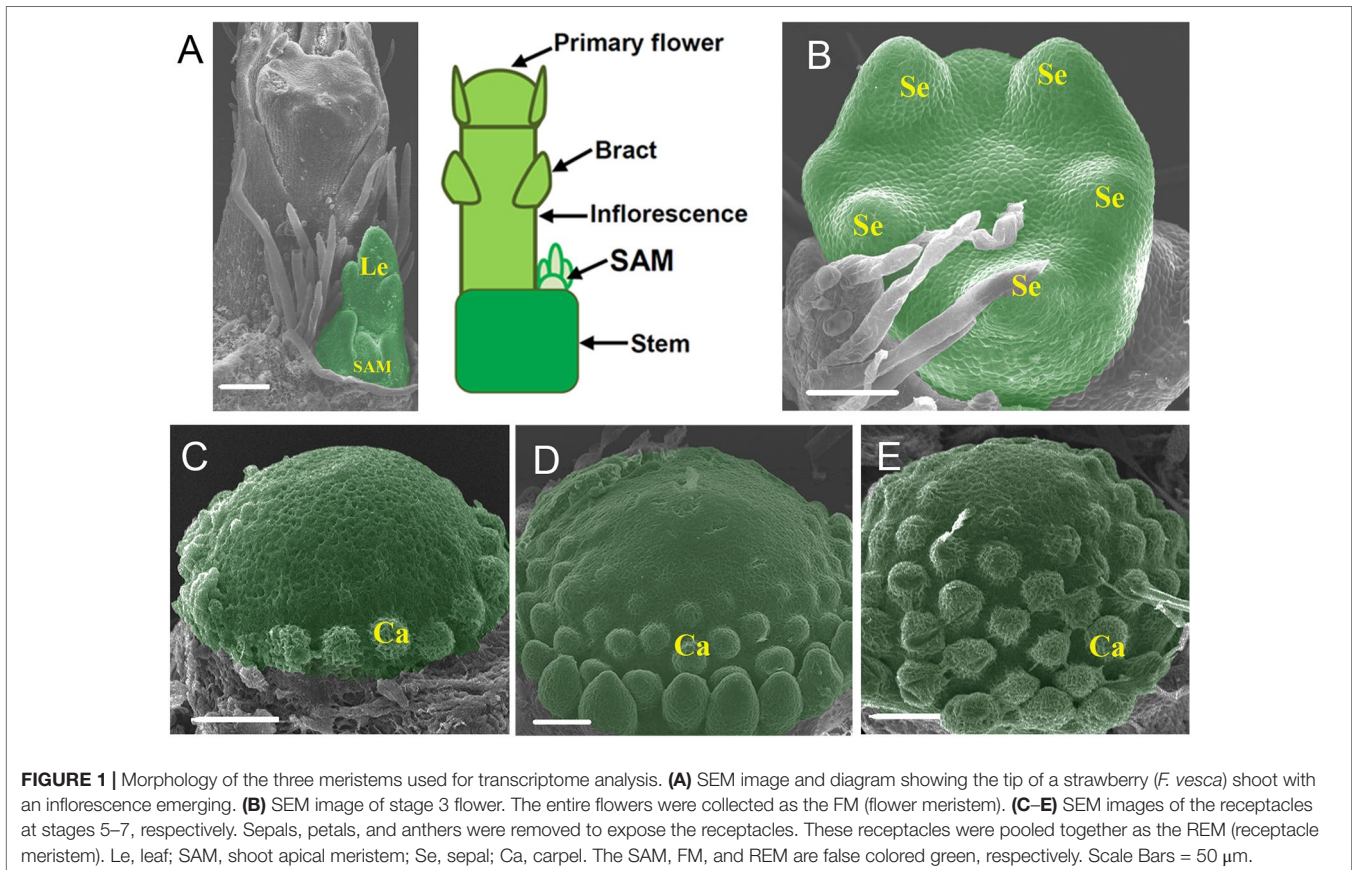 A
Le
SAM
Primary flower
Bract
Inflorescence
SAM
Stem
B
Se
Se
Se
Se
Se
C
Ca
D
Ca
E
Ca
FIGURE 1 | Morphology of the three meristems used for transcriptome analysis. (A) SEM image and diagram showing the tip of a strawberry (F. vesca) shoot with
an inflorescence emerging. (B) SEM image of stage 3 flower. The entire flowers were collected as the FM (flower meristem). (C–E) SEM images of the receptacles
at stages 5–7, respectively. Sepals, petals, and anthers were removed to expose the receptacles. These receptacles were pooled together as the REM (receptacle
meristem). Le, leaf; SAM, shoot apical meristem; Se, sepal; Ca, carpel. The SAM, FM, and REM are false colored green, respectively. Scale Bars = 50 μm.